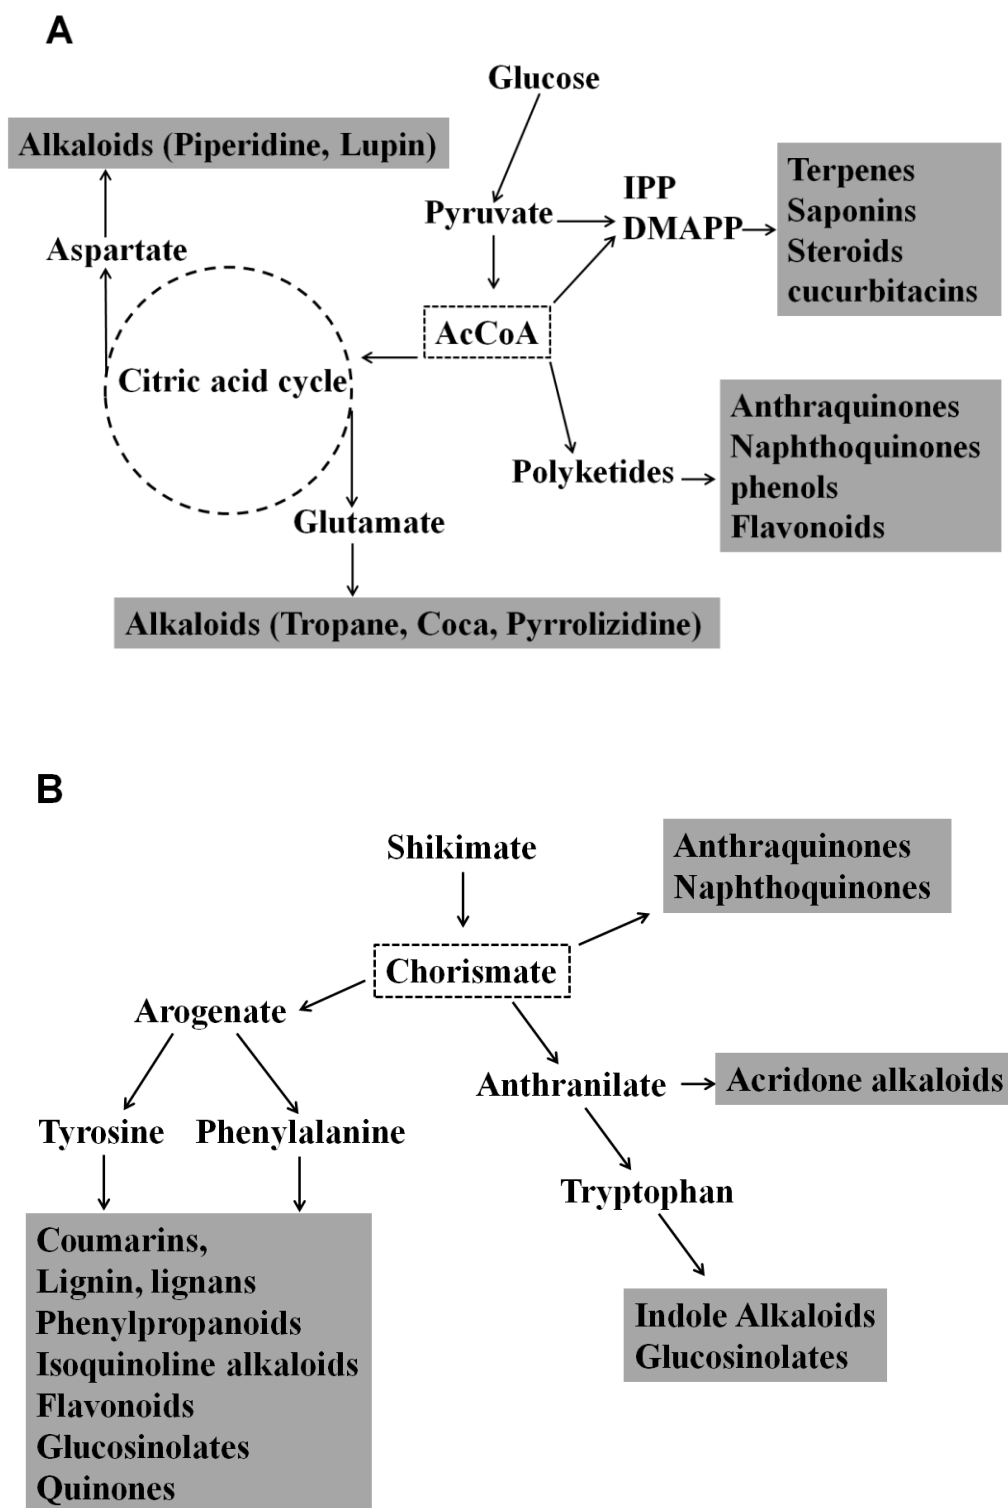 A
Glucose
Alkaloids (Piperidine, Lupin)
IPP
Terpenes
Pyruvate
DMAPP
Saponins
Aspartate
Steroids
cucurbitacins
AcCoA
Citric acid cycle
Anthraquinones
Naphthoquinones
Polyketides
phenols
Flavonoids
Glutamate
Alkaloids (Tropane, Coca, Pyrrolizidine)
B
Shikimate
Anthraquinones
Naphthoquinones
Chorismate
Arogenate
Anthranilate
Acridone alkaloids
Tyrosine
Phenylalanine
Tryptophan
Coumarins,
Lignin, lignans
Phenylpropanoids
Isoquinoline alkaloids
Flavonoids
Glucosinolates
Quinones
Indole Alkaloids
Glucosinolates